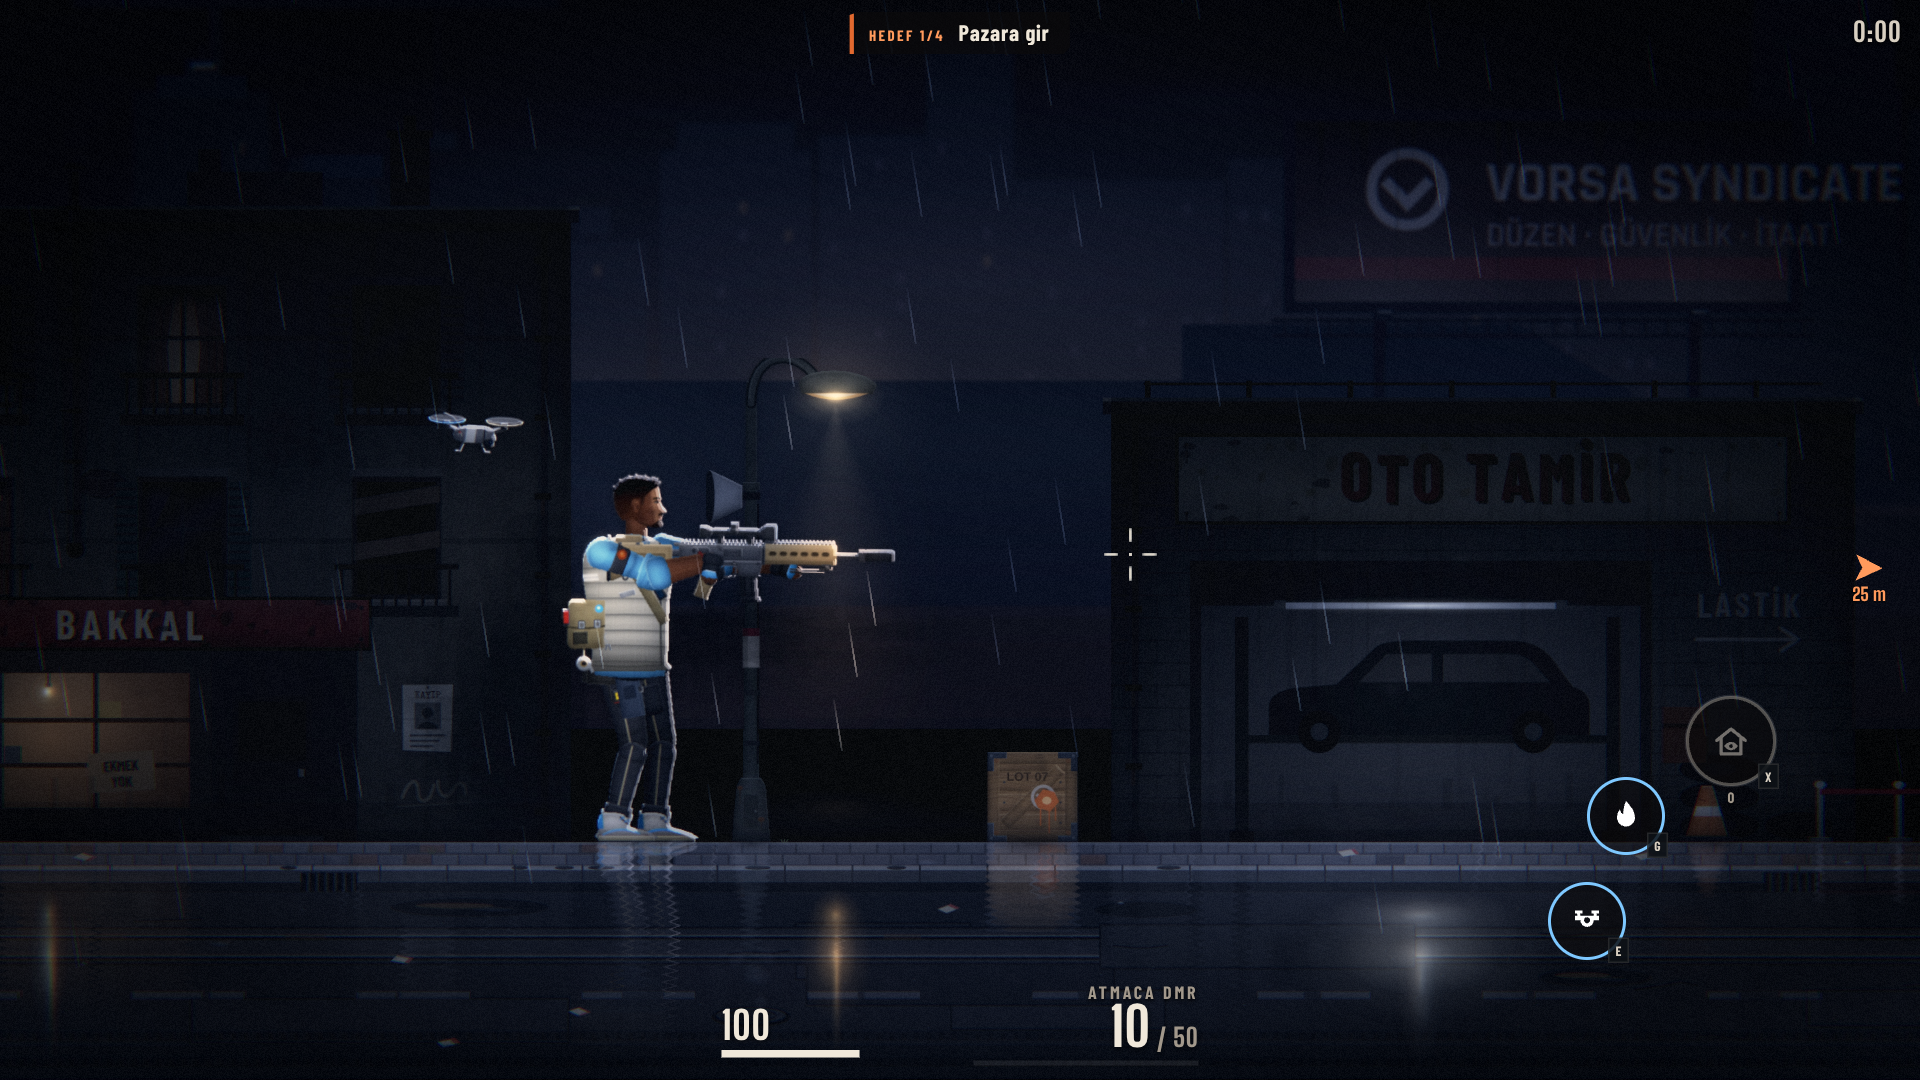 HEDEF 1/4 Pazara gir
0:00
VORSA SYNDICATE
DÜZEN · GÜVENLİK · İTAAT
OTO TAMİR
25 m
LASTİK
BAKKAL
KAYIP
EKMEK
YOK
LOT 07
X
0
G
E
ATMACA DMR
100
10 / 50